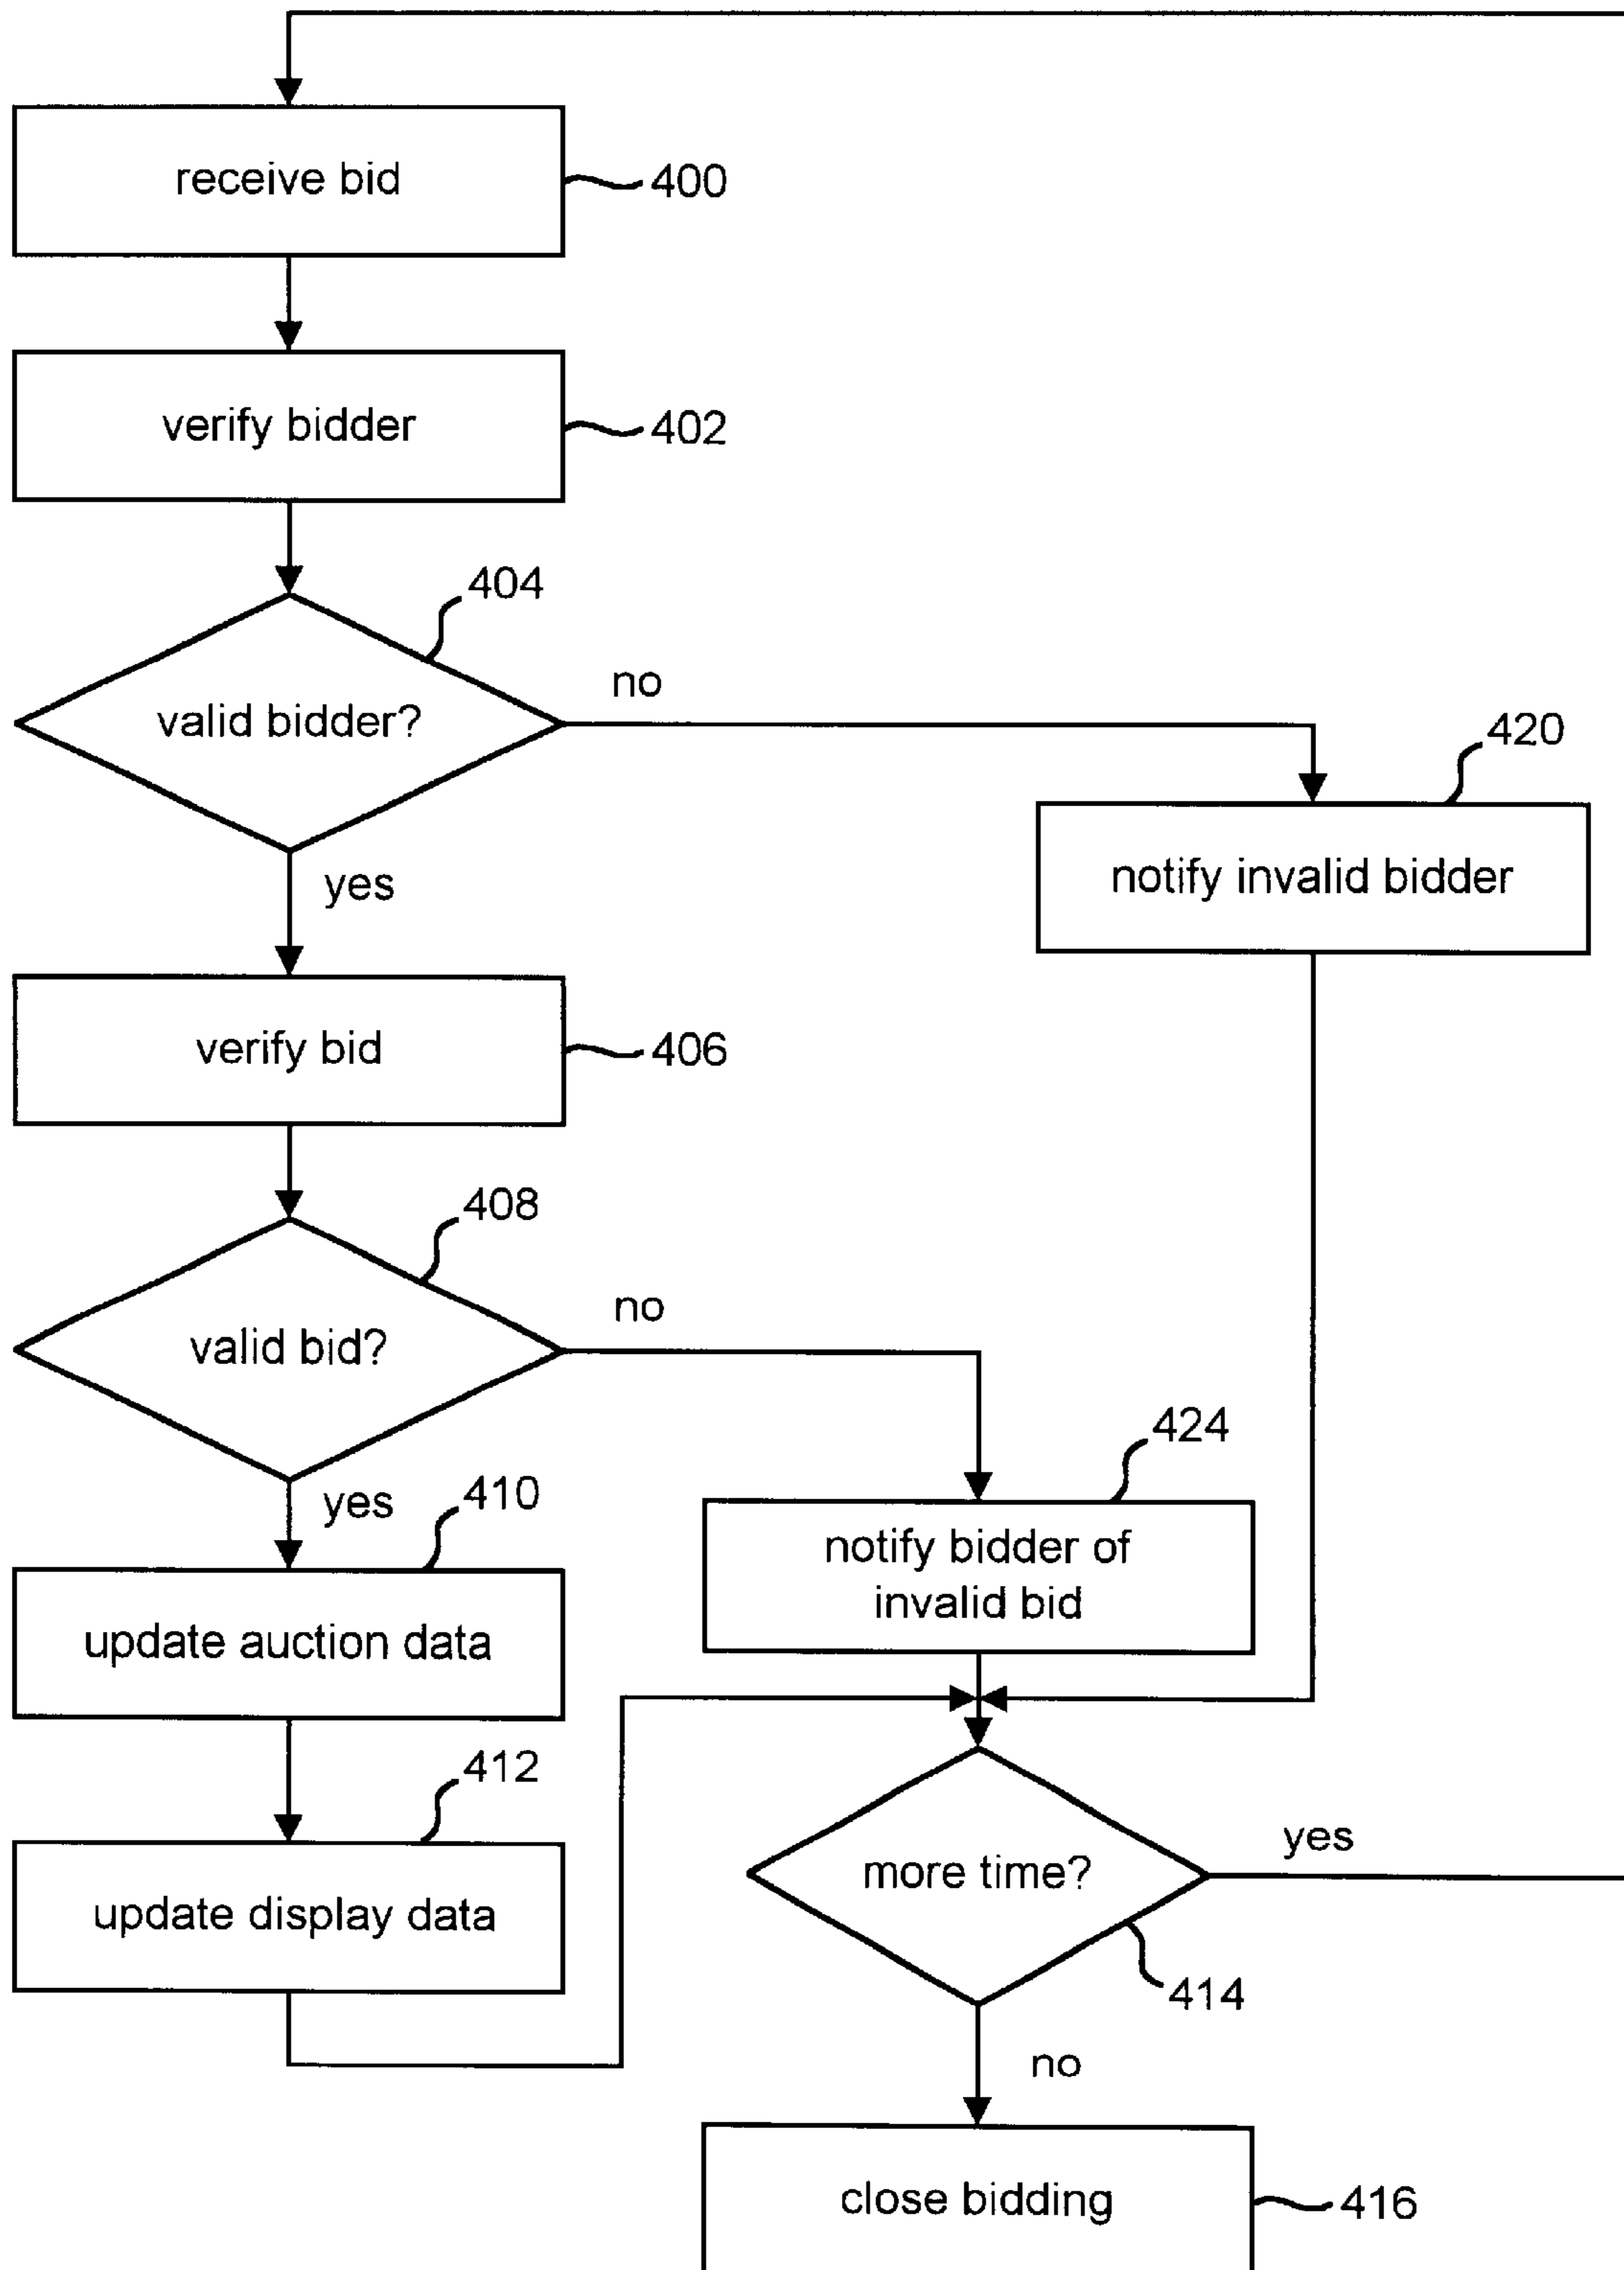 receive bid
400
verify bidder
402
404
valid bidder?
no
420
notify invalid bidder
yes
verify bid
406
408
valid bid?
no
424
notify bidder of
invalid bid
yes
410
update auction data
412
update display data
more time?
yes
414
no
close bidding
416